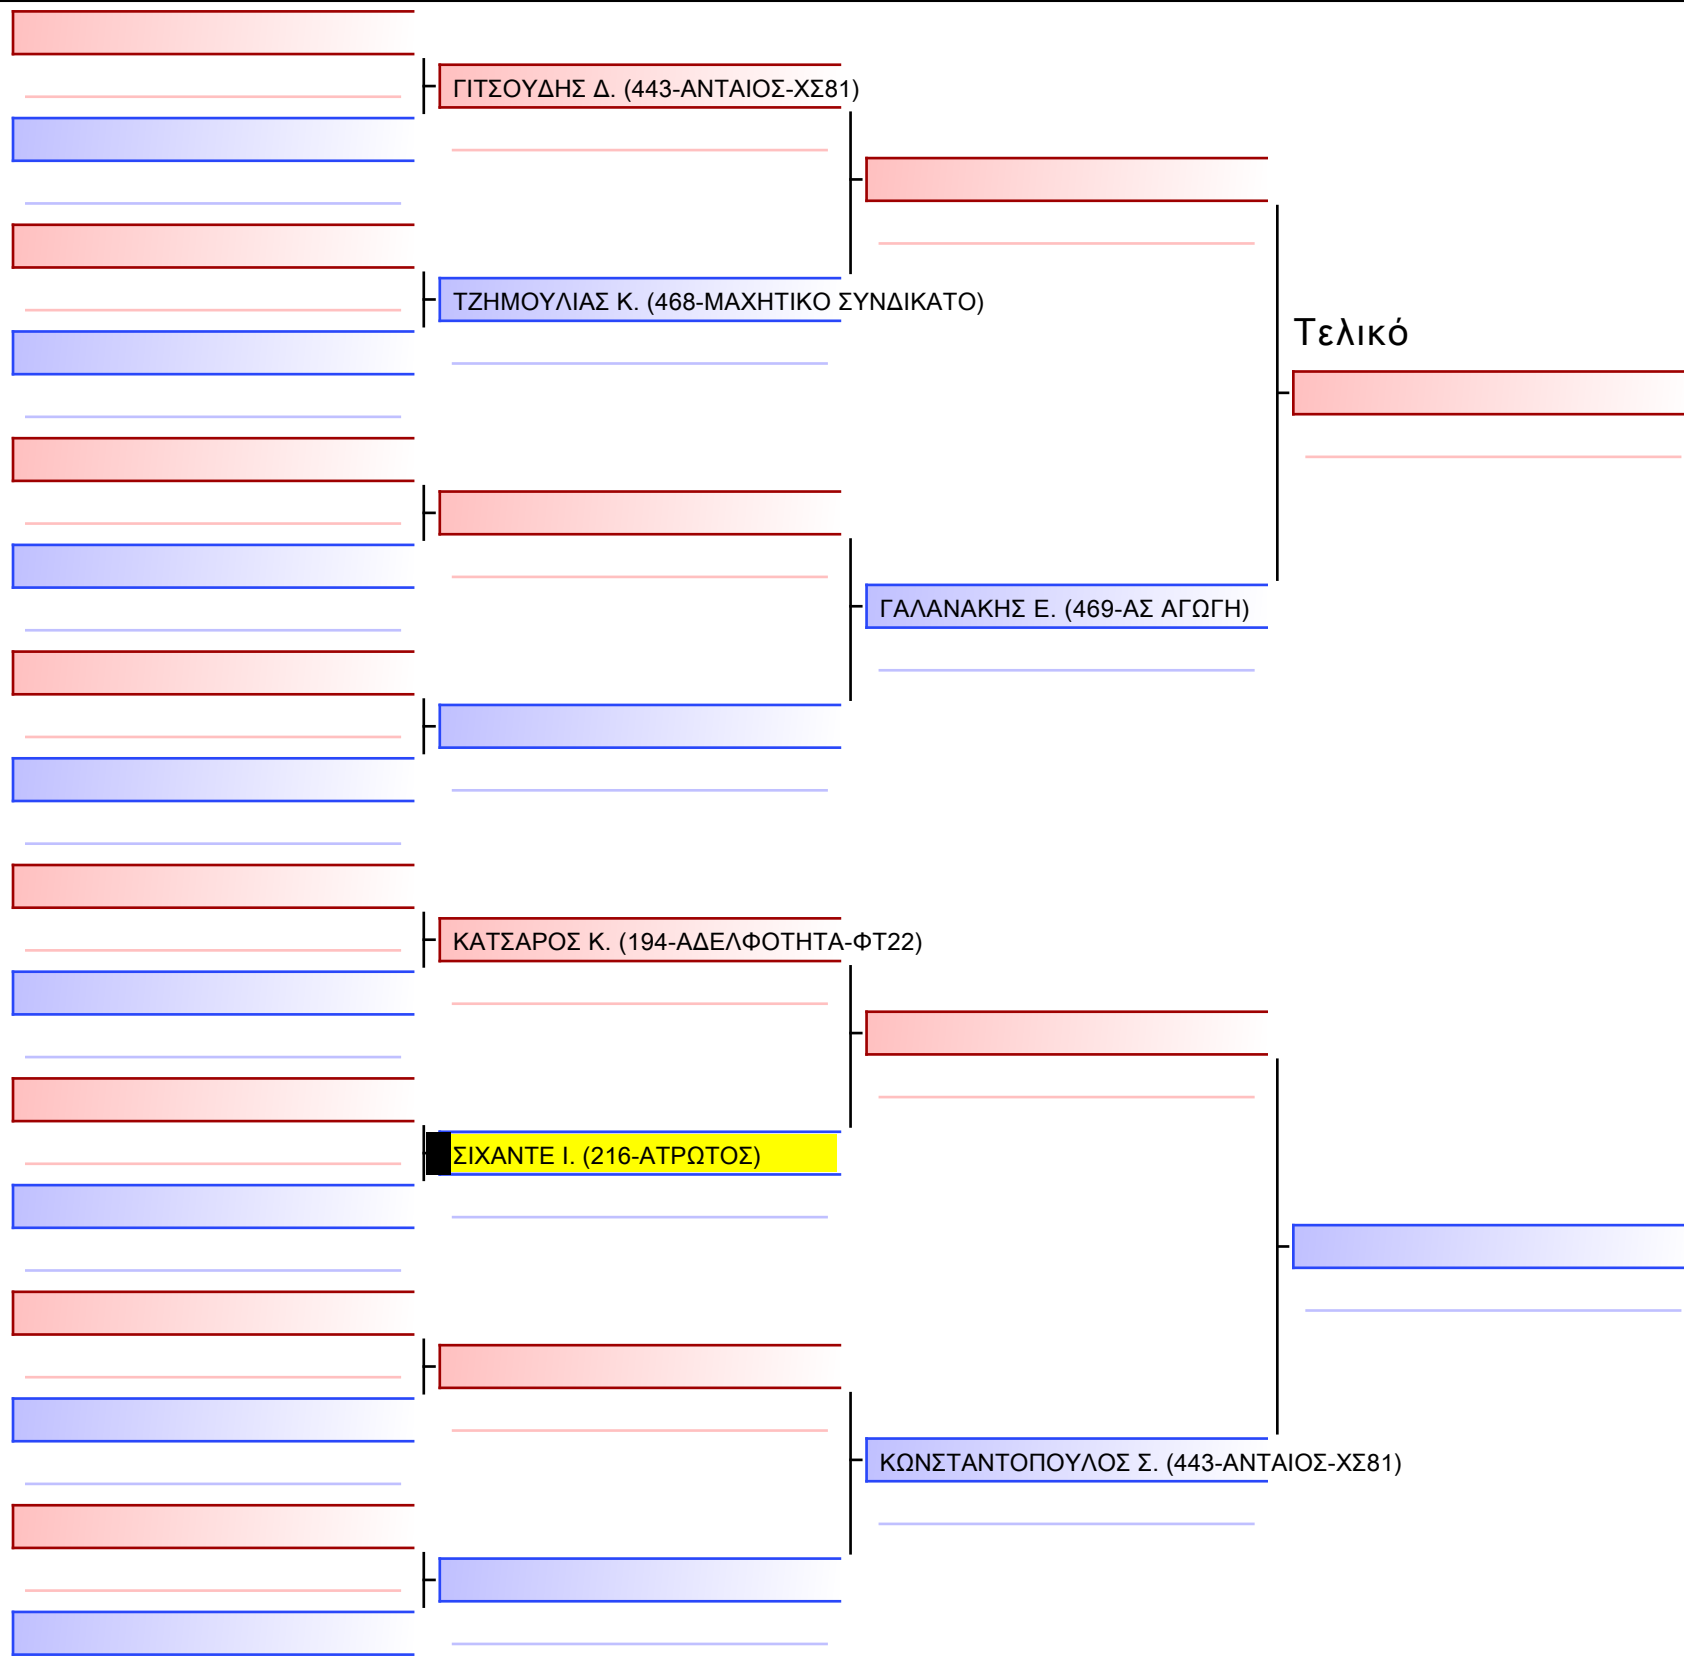 ΓΙΤΣΟΥΔΗΣ Δ. (443-ΑΝΤΑΙΟΣ-ΧΣ81)
ΤΖΗΜΟΥΛΙΑΣ Κ. (468-ΜΑΧΗΤΙΚΟ ΣΥΝΔΙΚΑΤΟ)
Τελικό
ΓΑΛΑΝΑΚΗΣ Ε. (469-ΑΣ ΑΓΩΓΗ)
ΚΑΤΣΑΡΟΣ Κ. (194-ΑΔΕΛΦΟΤΗΤΑ-ΦΤ22)
ΣΙΧΑΝΤΕ Ι. (216-ΑΤΡΩΤΟΣ)
ΚΩΝΣΤΑΝΤΟΠΟΥΛΟΣ Σ. (443-ΑΝΤΑΙΟΣ-ΧΣ81)